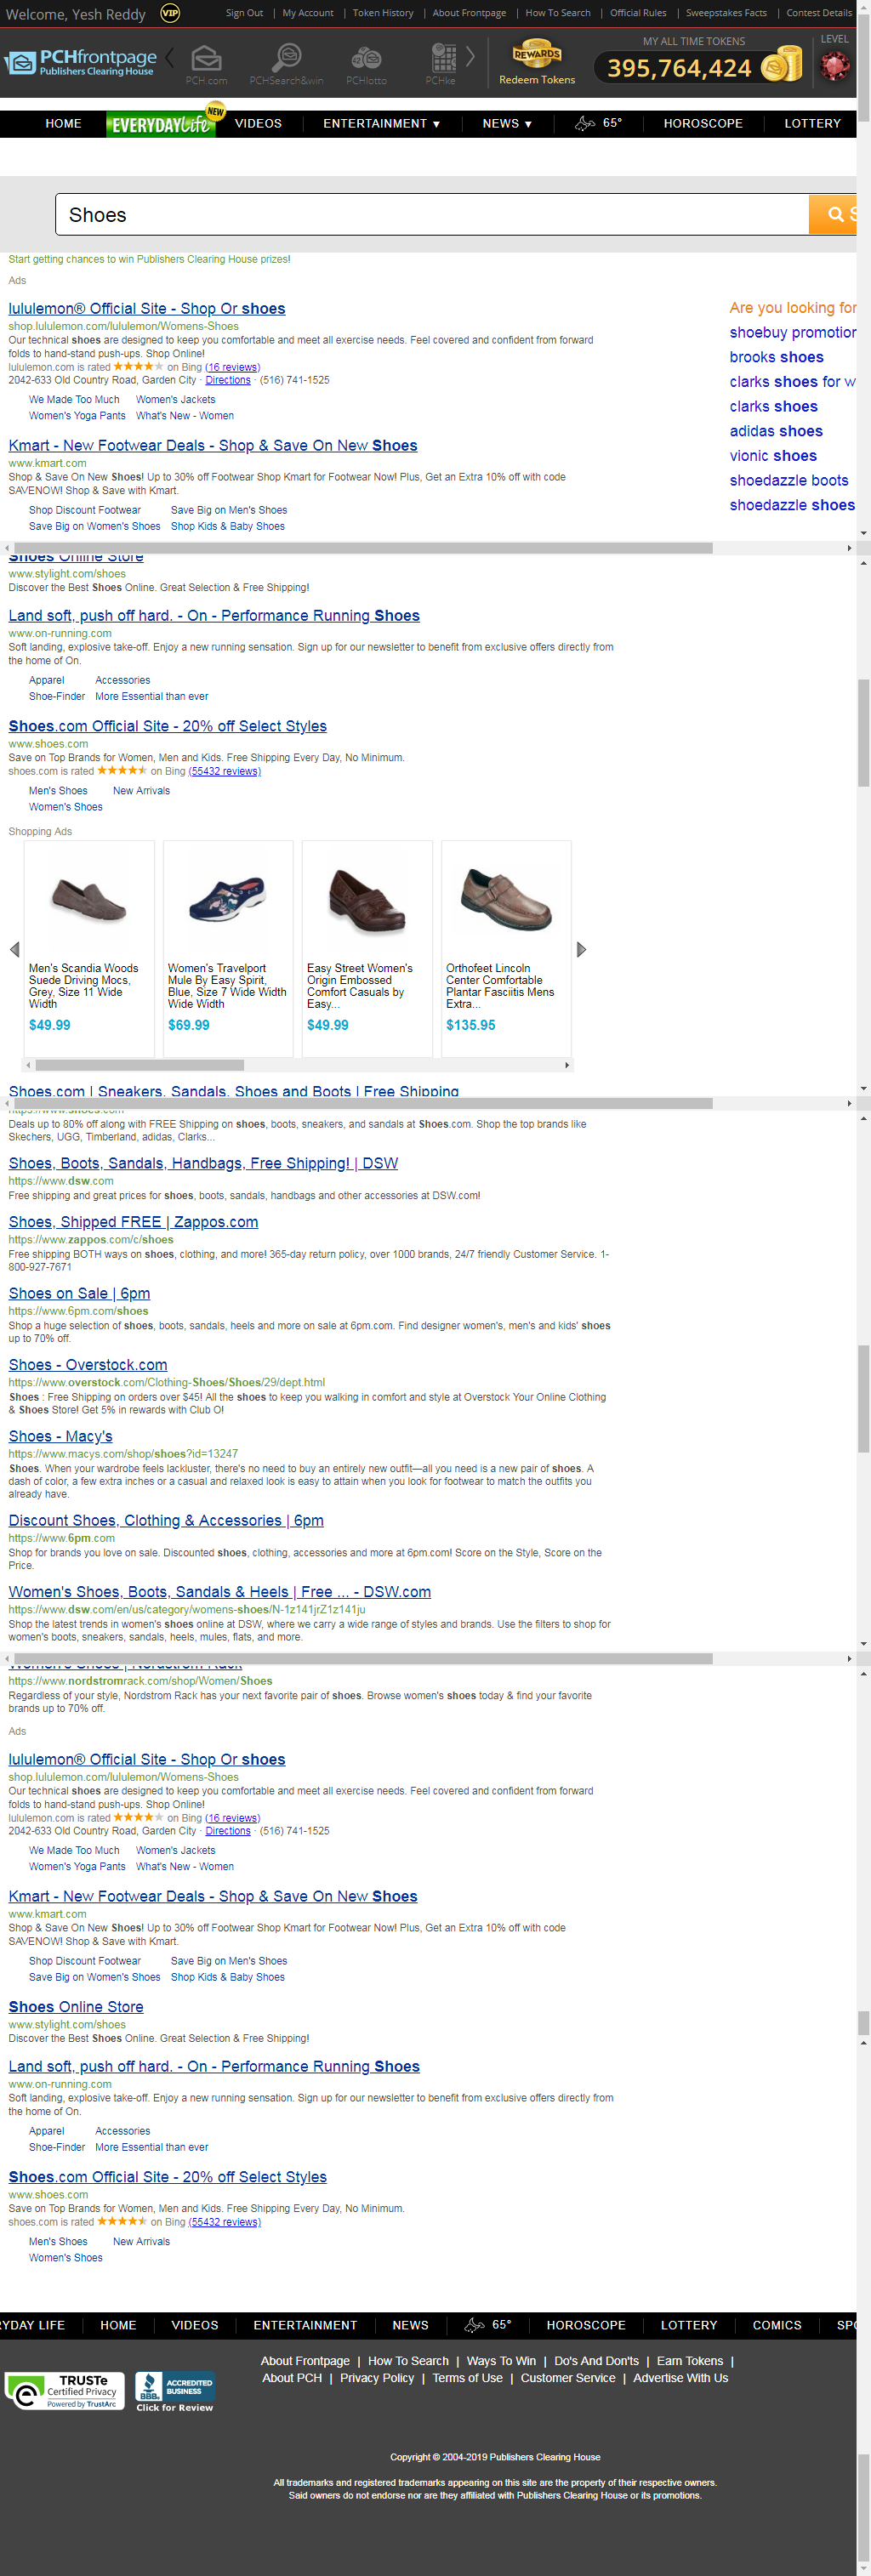 Welcome, Yesh Reddy VIP Sign Out | My Account | Token History | About Frontpage | How To Search | Official Rules | Sweepstakes Facts | Contest Details
PCHfrontpage
Publishers Clearing House
PCH.com PCHSearch&win PCHlotto PCHke
REWARDS
Redeem Tokens
MY ALL TIME TOKENS
395,764,424
LEVEL
HOME EVERYDAY Life NEW VIDEOS ENTERTAINMENT ▼ NEWS ▼ 65° HOROSCOPE LOTTERY
Shoes
Start getting chances to win Publishers Clearing House prizes!
Ads
lululemon® Official Site - Shop Or shoes
shop.lululemon.com/lululemon/Womens-Shoes
Our technical shoes are designed to keep you comfortable and meet all exercise needs. Feel covered and confident from forward
folds to hand-stand push-ups. Shop Online!
lululemon.com is rated ★★★★★ on Bing (16 reviews)
2042-633 Old Country Road, Garden City · Directions · (516) 741-1525
We Made Too Much Women's Jackets
Women's Yoga Pants What's New - Women
Kmart - New Footwear Deals - Shop & Save On New Shoes
www.kmart.com
Shop & Save On New Shoes! Up to 30% off Footwear Shop Kmart for Footwear Now! Plus, Get an Extra 10% off with code
SAVENOW! Shop & Save with Kmart.
Shop Discount Footwear Save Big on Men's Shoes
Save Big on Women's Shoes Shop Kids & Baby Shoes
Are you looking for
shoebuy promotior
brooks shoes
clarks shoes for w
clarks shoes
adidas shoes
vionic shoes
shoedazzle boots
shoedazzle shoes
Shoes Online Store
www.stylight.com/shoes
Discover the Best Shoes Online. Great Selection & Free Shipping!
Land soft, push off hard. - On - Performance Running Shoes
www.on-running.com
Soft landing, explosive take-off. Enjoy a new running sensation. Sign up for our newsletter to benefit from exclusive offers directly from
the home of On.
Apparel Accessories
Shoe-Finder More Essential than ever
Shoes.com Official Site - 20% off Select Styles
www.shoes.com
Save on Top Brands for Women, Men and Kids. Free Shipping Every Day, No Minimum.
shoes.com is rated ★★★★★ on Bing (55432 reviews)
Men's Shoes New Arrivals
Women's Shoes
Shopping Ads
Men's Scandia Woods
Suede Driving Mocs,
Grey, Size 11 Wide
Width
$49.99
Women's Travelport
Mule By Easy Spirit,
Blue, Size 7 Wide Width
Wide Width
$69.99
Easy Street Women's
Origin Embossed
Comfort Casuals by
Easy...
$49.99
Orthofeet Lincoln
Center Comfortable
Plantar Fasciitis Mens
Extra...
$135.95
Shoes.com | Sneakers, Sandals, Shoes and Boots | Free Shipping
https://www.shoes.com
Deals up to 80% off along with FREE Shipping on shoes, boots, sneakers, and sandals at Shoes.com. Shop the top brands like
Skechers, UGG, Timberland, adidas, Clarks...
Shoes, Boots, Sandals, Handbags, Free Shipping! | DSW
https://www.dsw.com
Free shipping and great prices for shoes, boots, sandals, handbags and other accessories at DSW.com!
Shoes, Shipped FREE | Zappos.com
https://www.zappos.com/c/shoes
Free shipping BOTH ways on shoes, clothing, and more! 365-day return policy, over 1000 brands, 24/7 friendly Customer Service. 1-
800-927-7671
Shoes on Sale | 6pm
https://www.6pm.com/shoes
Shop a huge selection of shoes, boots, sandals, heels and more on sale at 6pm.com. Find designer women's, men's and kids' shoes
up to 70% off.
Shoes - Overstock.com
https://www.overstock.com/Clothing-Shoes/Shoes/29/dept.html
Shoes : Free Shipping on orders over $45! All the shoes to keep you walking in comfort and style at Overstock Your Online Clothing
& Shoes Store! Get 5% in rewards with Club O!
Shoes - Macy's
https://www.macys.com/shop/shoes?id=13247
Shoes. When your wardrobe feels lackluster, there's no need to buy an entirely new outfit—all you need is a new pair of shoes. A
dash of color, a few extra inches or a casual and relaxed look is easy to attain when you look for footwear to match the outfits you
already have.
Discount Shoes, Clothing & Accessories | 6pm
https://www.6pm.com
Shop for brands you love on sale. Discounted shoes, clothing, accessories and more at 6pm.com! Score on the Style, Score on the
Price.
Women's Shoes, Boots, Sandals & Heels | Free ... - DSW.com
https://www.dsw.com/en/us/category/womens-shoes/N-1z141jrZ1z141ju
Shop the latest trends in women's shoes online at DSW, where we carry a wide range of styles and brands. Use the filters to shop for
women's boots, sneakers, sandals, heels, mules, flats, and more.
Women's Shoes | Nordstrom Rack
https://www.nordstromrack.com/shop/Women/Shoes
Regardless of your style, Nordstrom Rack has your next favorite pair of shoes. Browse women's shoes today & find your favorite
brands up to 70% off.
Ads
lululemon® Official Site - Shop Or shoes
shop.lululemon.com/lululemon/Womens-Shoes
Our technical shoes are designed to keep you comfortable and meet all exercise needs. Feel covered and confident from forward
folds to hand-stand push-ups. Shop Online!
lululemon.com is rated ★★★★★ on Bing (16 reviews)
2042-633 Old Country Road, Garden City · Directions · (516) 741-1525
We Made Too Much Women's Jackets
Women's Yoga Pants What's New - Women
Kmart - New Footwear Deals - Shop & Save On New Shoes
www.kmart.com
Shop & Save On New Shoes! Up to 30% off Footwear Shop Kmart for Footwear Now! Plus, Get an Extra 10% off with code
SAVENOW! Shop & Save with Kmart.
Shop Discount Footwear Save Big on Men's Shoes
Save Big on Women's Shoes Shop Kids & Baby Shoes
Shoes Online Store
www.stylight.com/shoes
Discover the Best Shoes Online. Great Selection & Free Shipping!
Land soft, push off hard. - On - Performance Running Shoes
www.on-running.com
Soft landing, explosive take-off. Enjoy a new running sensation. Sign up for our newsletter to benefit from exclusive offers directly from
the home of On.
Apparel Accessories
Shoe-Finder More Essential than ever
Shoes.com Official Site - 20% off Select Styles
www.shoes.com
Save on Top Brands for Women, Men and Kids. Free Shipping Every Day, No Minimum.
shoes.com is rated ★★★★★ on Bing (55432 reviews)
Men's Shoes New Arrivals
Women's Shoes
RYDAY LIFE HOME VIDEOS ENTERTAINMENT NEWS 65° HOROSCOPE LOTTERY COMICS SPO
About Frontpage | How To Search | Ways To Win | Do's And Don'ts | Earn Tokens |
About PCH | Privacy Policy | Terms of Use | Customer Service | Advertise With Us
TRUSTe
Certified Privacy
Powered by TrustArc
BBB
ACCREDITED
BUSINESS
Click for Review
Copyright © 2004-2019 Publishers Clearing House
All trademarks and registered trademarks appearing on this site are the property of their respective owners.
Said owners do not endorse nor are they affiliated with Publishers Clearing House or its promotions.